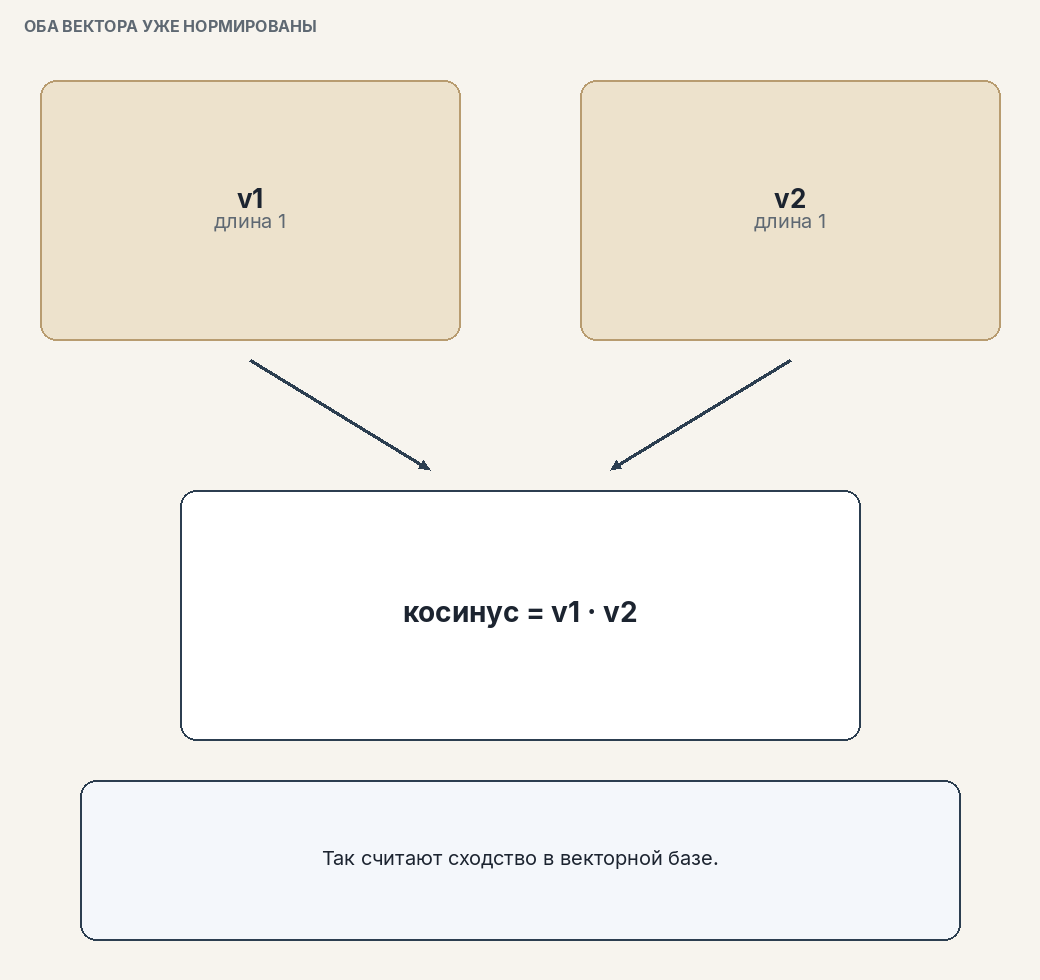 ОБА ВЕКТОРА УЖЕ НОРМИРОВАНЫ
v1
длина 1
v2
длина 1
косинус = v1 · v2
Так считают сходство в векторной базе.